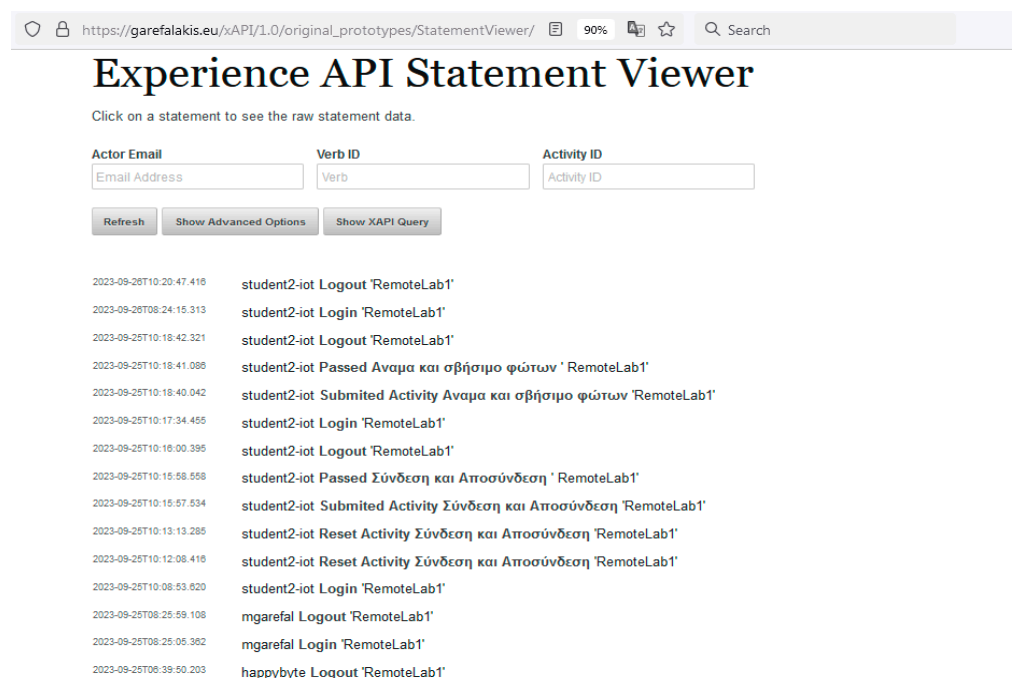 https://garefalakis.eu/xAPI/1.0/original_prototypes/StatementViewer/ 90% Search
Experience API Statement Viewer
Click on a statement to see the raw statement data.
Actor Email Verb ID Activity ID
Email Address Verb Activity ID
Refresh Show Advanced Options Show XAPI Query
2023-09-26T10:20:47.416 student2-iot Logout 'RemoteLab1'
2023-09-26T08:24:15.313 student2-iot Login 'RemoteLab1'
2023-09-25T10:18:42.321 student2-iot Logout 'RemoteLab1'
2023-09-25T10:18:41.086 student2-iot Passed Αναμα και σβήσιμο φώτων ' RemoteLab1'
2023-09-25T10:18:40.042 student2-iot Submited Activity Αναμα και σβήσιμο φώτων 'RemoteLab1'
2023-09-25T10:17:34.455 student2-iot Login 'RemoteLab1'
2023-09-25T10:16:00.395 student2-iot Logout 'RemoteLab1'
2023-09-25T10:15:58.558 student2-iot Passed Σύνδεση και Αποσύνδεση ' RemoteLab1'
2023-09-25T10:15:57.534 student2-iot Submited Activity Σύνδεση και Αποσύνδεση 'RemoteLab1'
2023-09-25T10:13:13.285 student2-iot Reset Activity Σύνδεση και Αποσύνδεση 'RemoteLab1'
2023-09-25T10:12:08.416 student2-iot Reset Activity Σύνδεση και Αποσύνδεση 'RemoteLab1'
2023-09-25T10:08:53.620 student2-iot Login 'RemoteLab1'
2023-09-25T08:25:59.108 mgarefal Logout 'RemoteLab1'
2023-09-25T08:25:05.362 mgarefal Login 'RemoteLab1'
2023-09-25T06:39:50.203 happybyte Logout 'RemoteLab1'